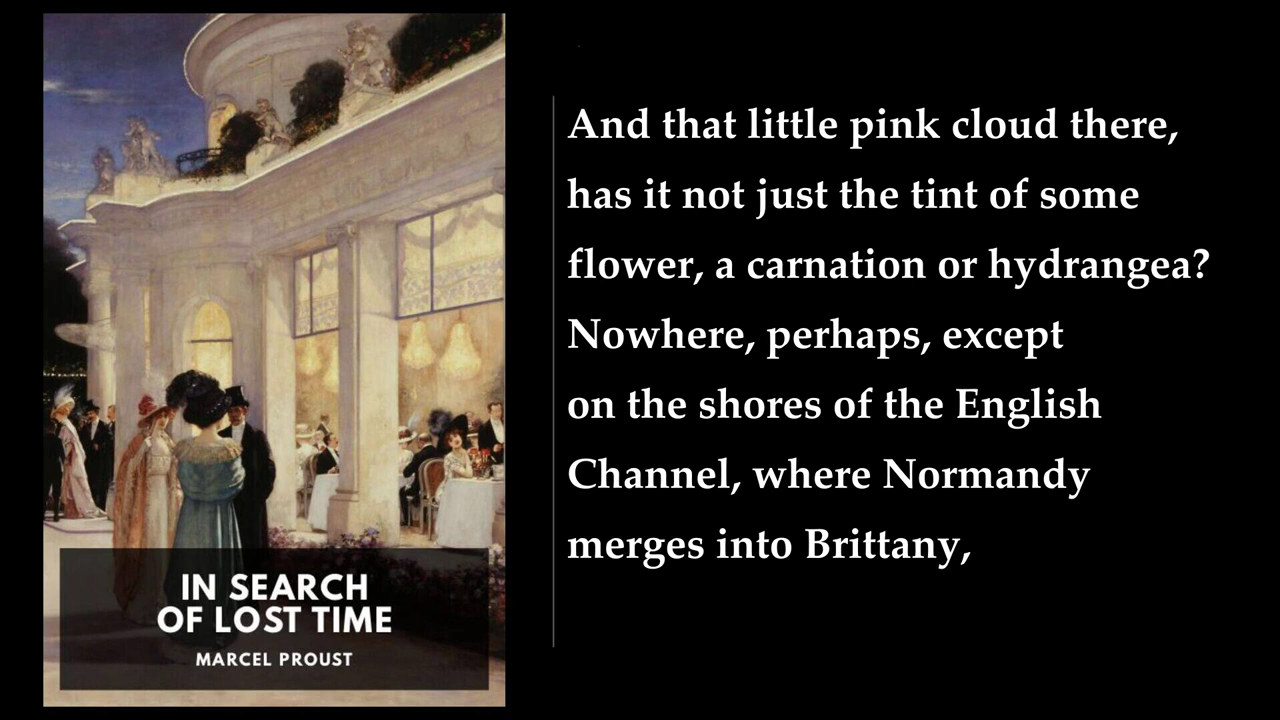 IN SEARCH
OF LOST TIME
MARCEL PROUST
And that little pink cloud there,
has it not just the tint of some
flower, a carnation or hydrangea?
Nowhere, perhaps, except
on the shores of the English
Channel, where Normandy
merges into Brittany,